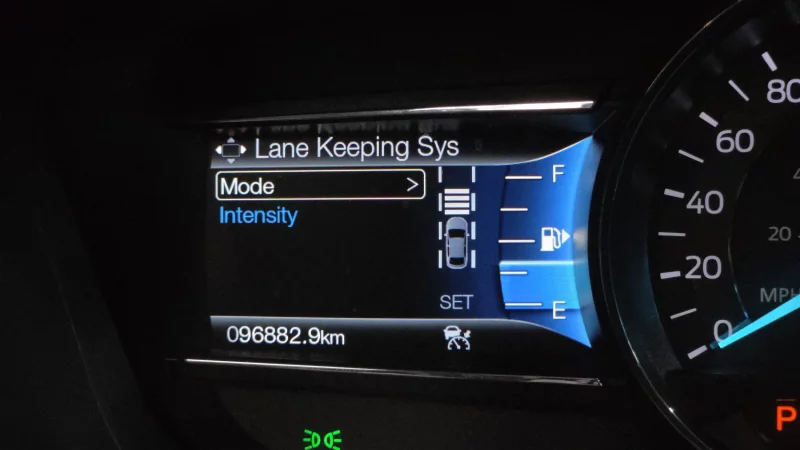 Lane Keeping Sys
Mode >
Intensity
SET
096882.9km
F
E
80
60
40
20
0
20
MPH
P